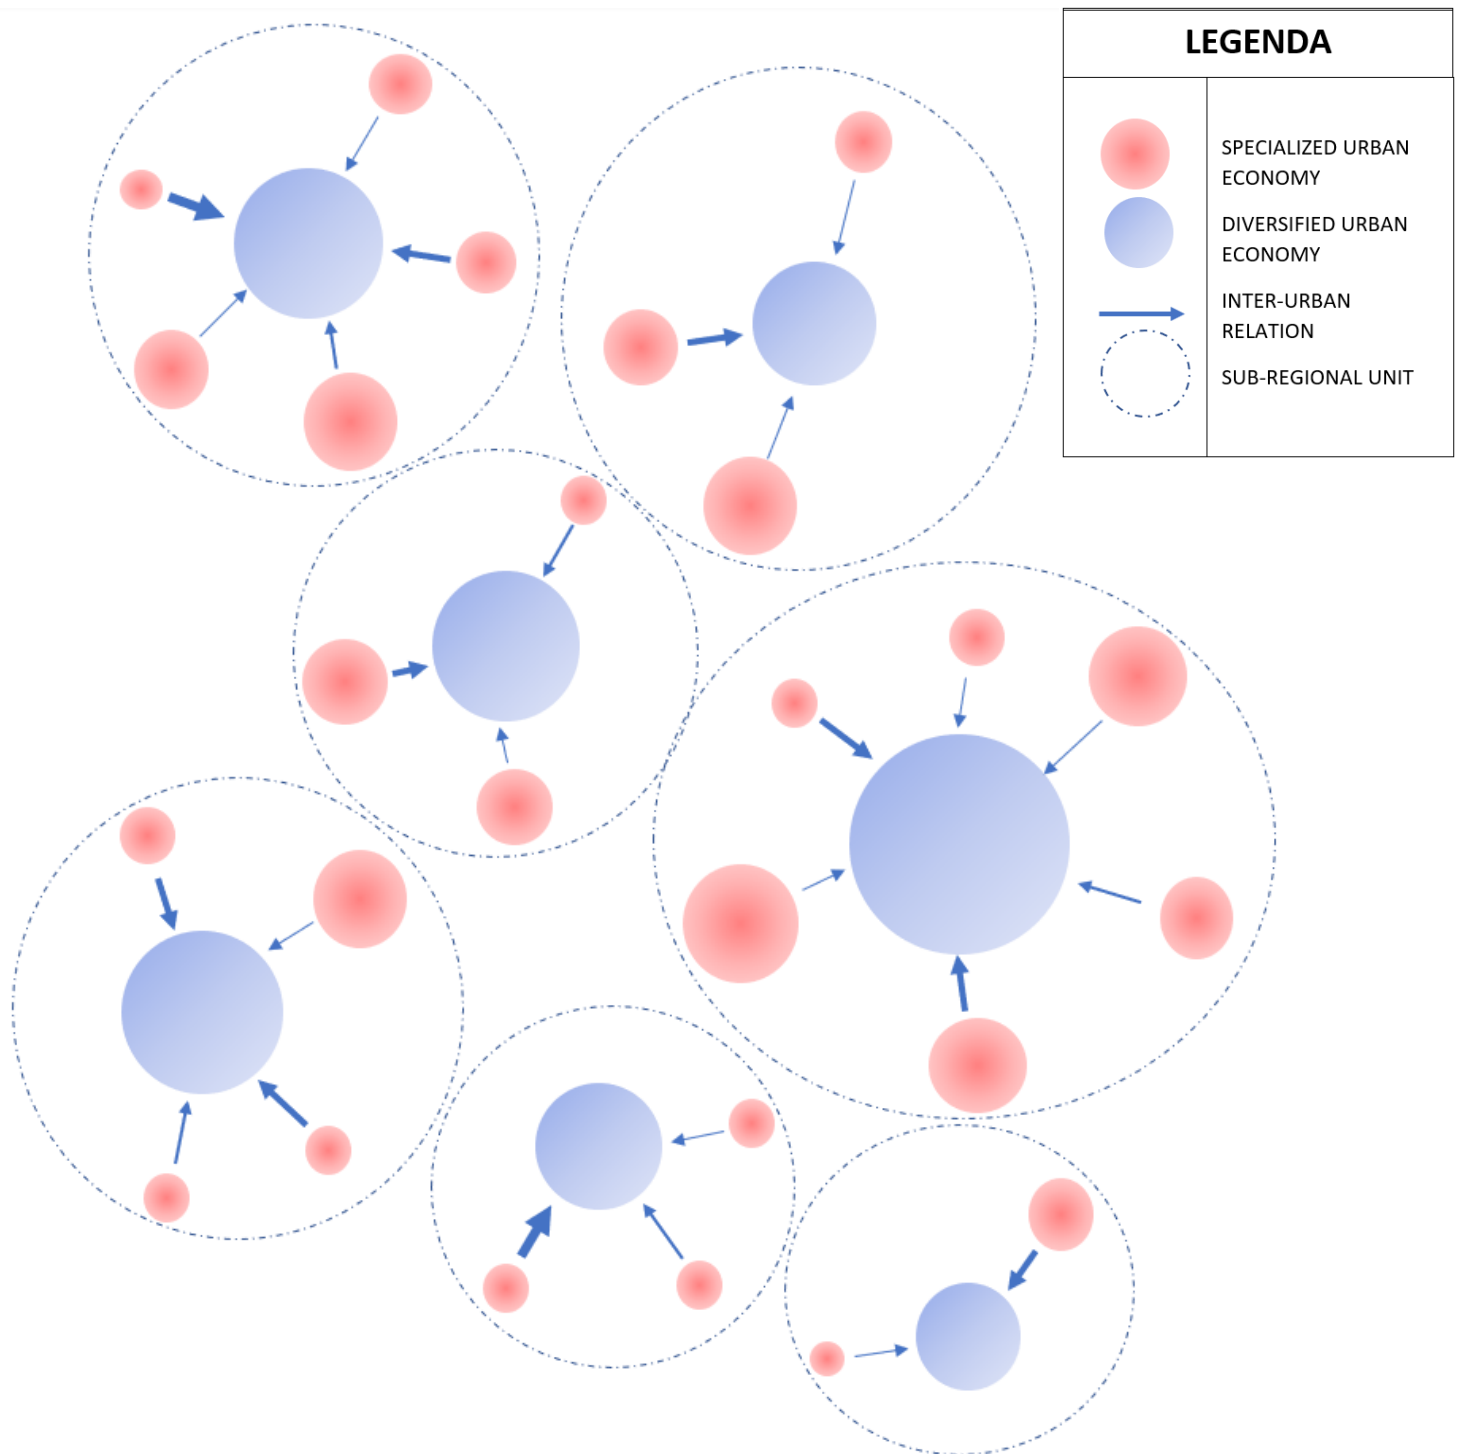 LEGENDA
SPECIALIZED URBAN
ECONOMY
DIVERSIFIED URBAN
ECONOMY
INTER-URBAN
RELATION
SUB-REGIONAL UNIT